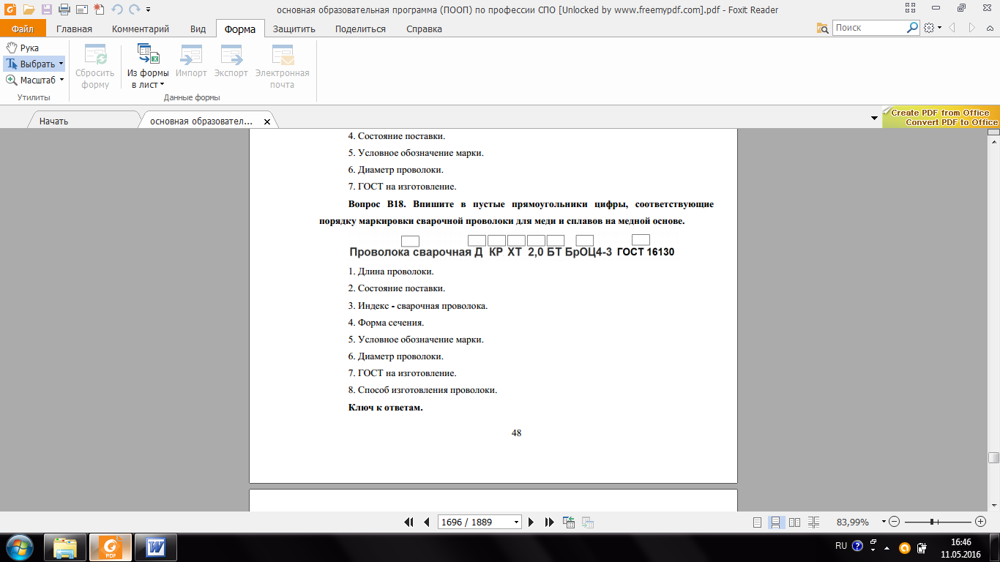 основная образовательная программа (ПООП) по профессии СПО [Unlocked by www.freemypdf.com].pdf - Foxit Reader
Файл Главная Комментарий Вид Форма Защитить Поделиться Справка Поиск
Рука
Выбрать
Масштаб
Сбросить форму
Из формы в лист
Импорт
Экспорт
Электронная почта
Утилиты Данные формы
Начать основная образовател...
Create PDF from Office
Convert PDF to Office
4. Состояние поставки.
5. Условное обозначение марки.
6. Диаметр проволоки.
7. ГОСТ на изготовление.
Вопрос В18. Впишите в пустые прямоугольники цифры, соответствующие
порядку маркировки сварочной проволоки для меди и сплавов на медной основе.
Проволока сварочная Д КР ХТ 2,0 БТ БрОЦ4-3 ГОСТ 16130
1. Длина проволоки.
2. Состояние поставки.
3. Индекс - сварочная проволока.
4. Форма сечения.
5. Условное обозначение марки.
6. Диаметр проволоки.
7. ГОСТ на изготовление.
8. Способ изготовления проволоки.
Ключ к ответам.
48
1696 / 1889 83,99%
PDF
RU 16:46
11.05.2016